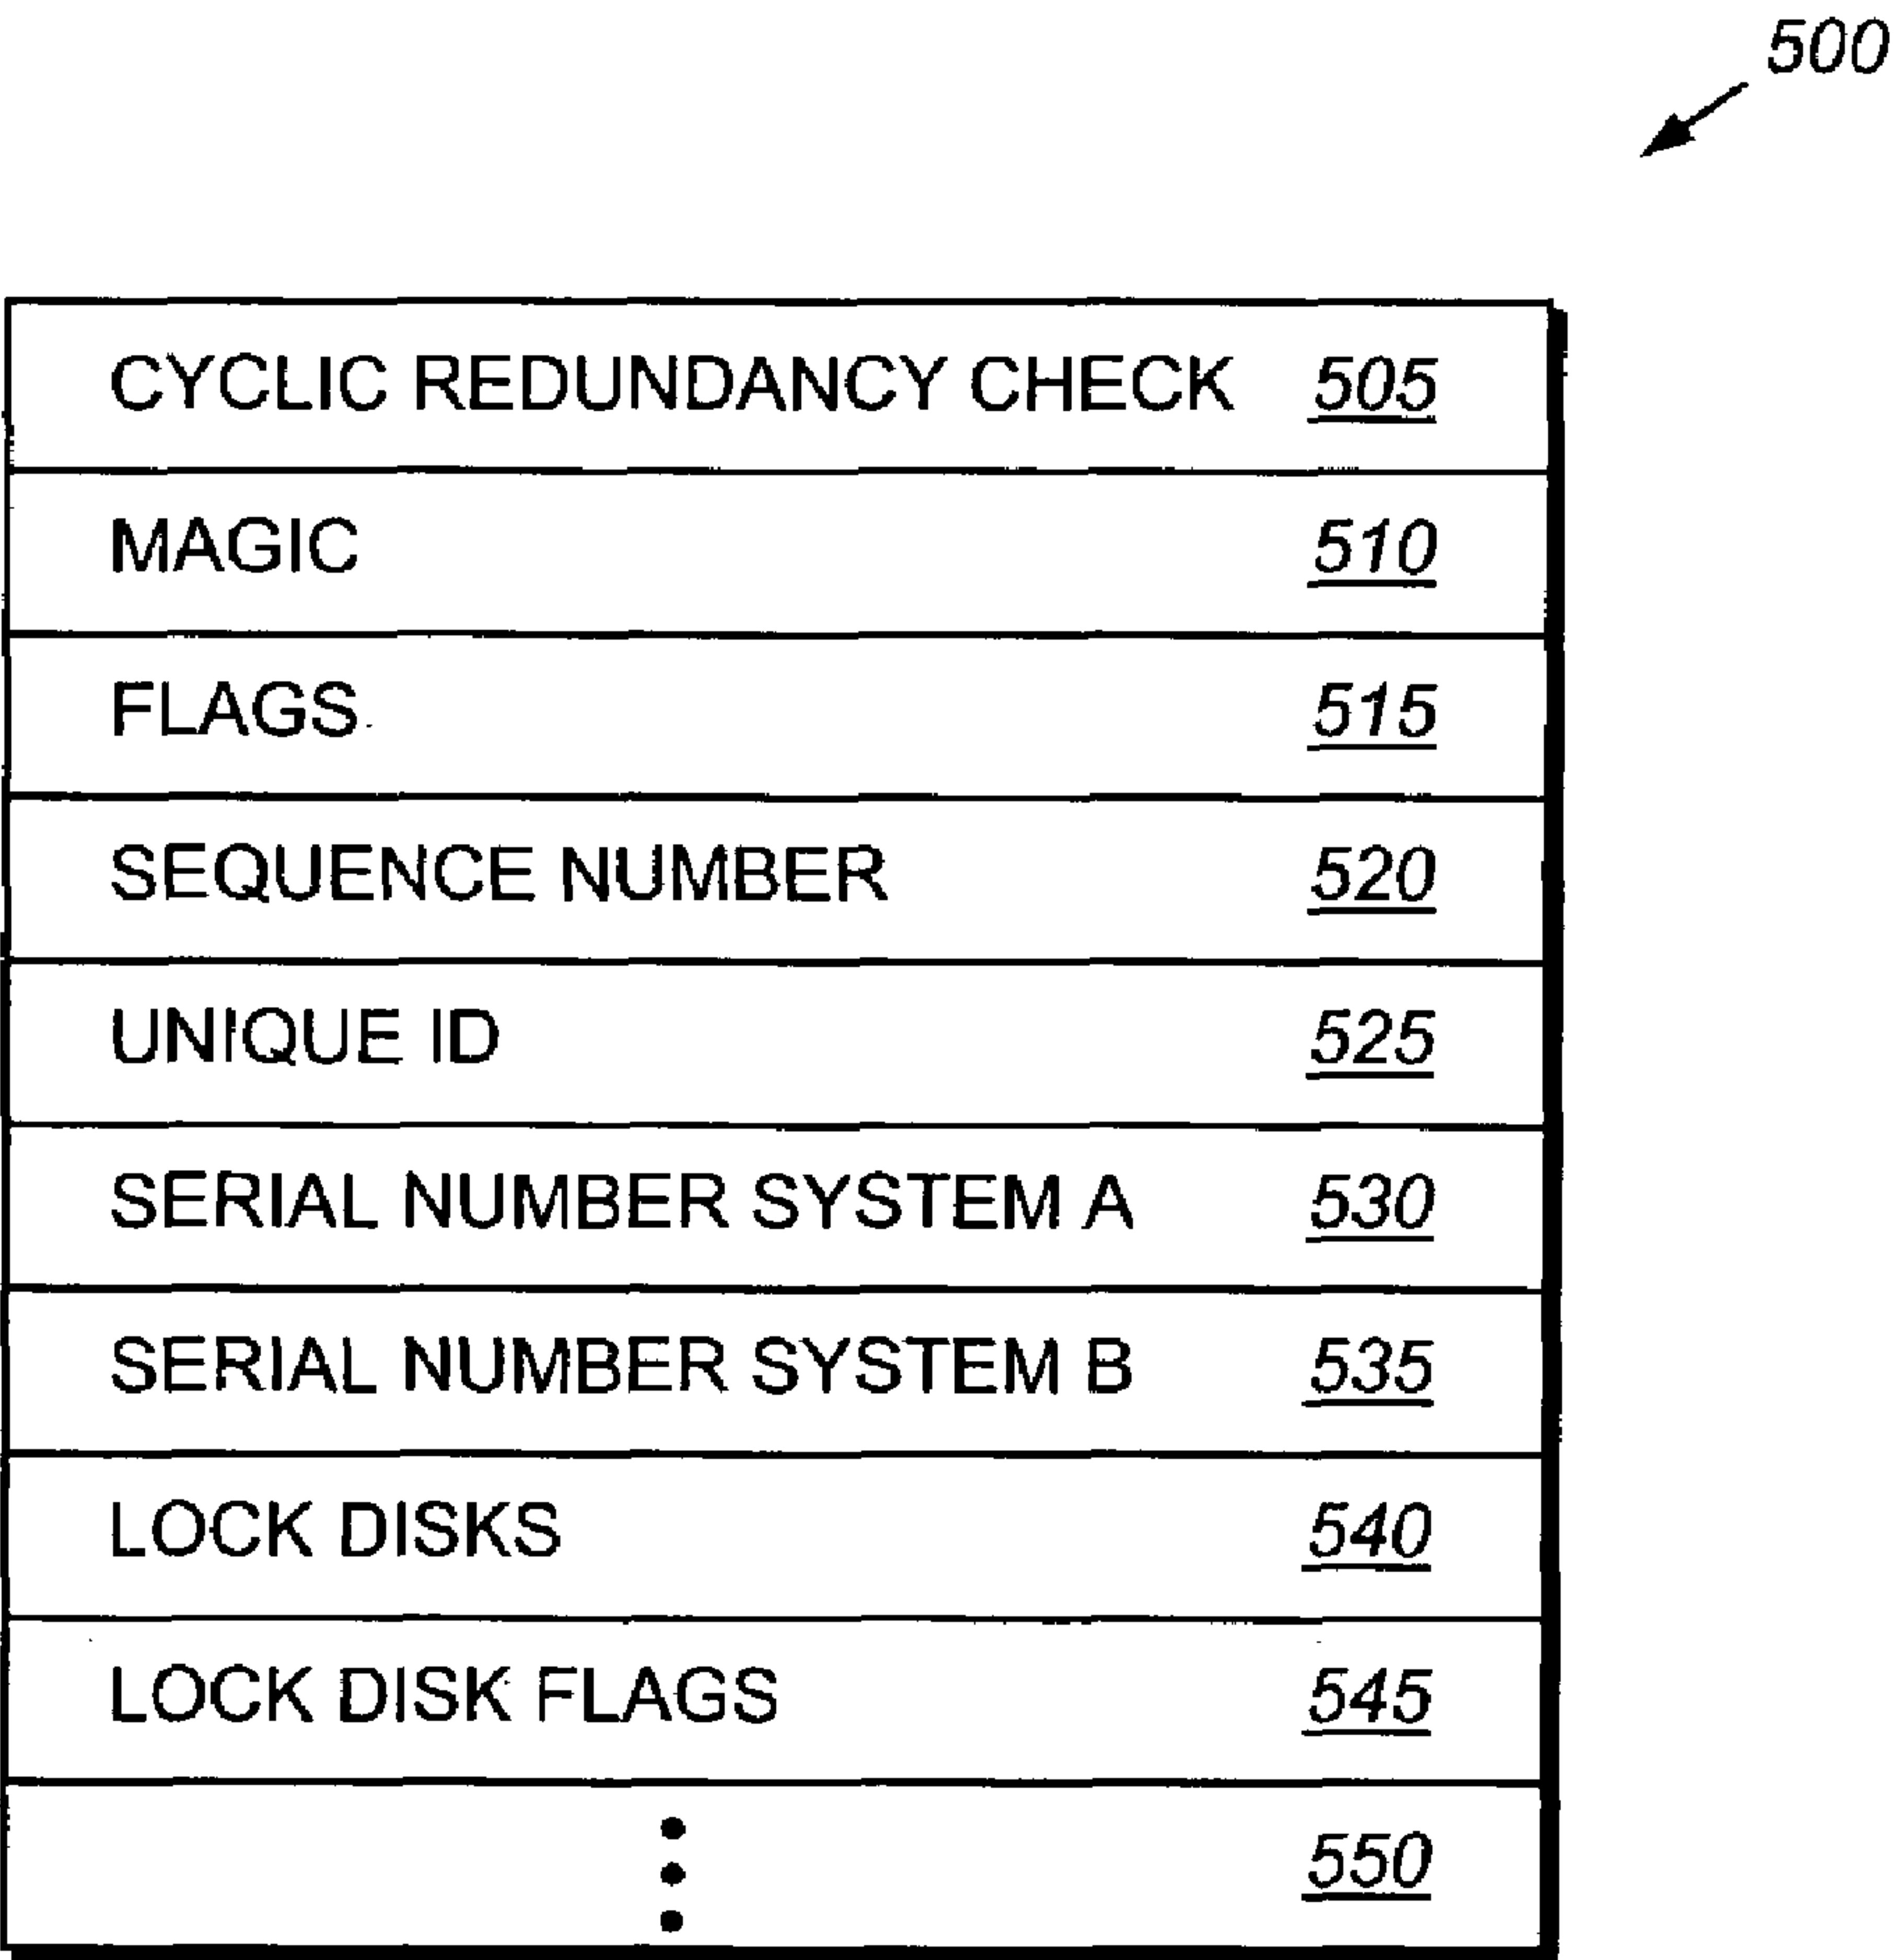 500
CYCLIC REDUNDANCY CHECK 505
MAGIC 510
FLAGS 515
SEQUENCE NUMBER 520
UNIQUE ID 525
SERIAL NUMBER SYSTEM A 530
SERIAL NUMBER SYSTEM B 535
LOCK DISKS 540
LOCK DISK FLAGS 545
550